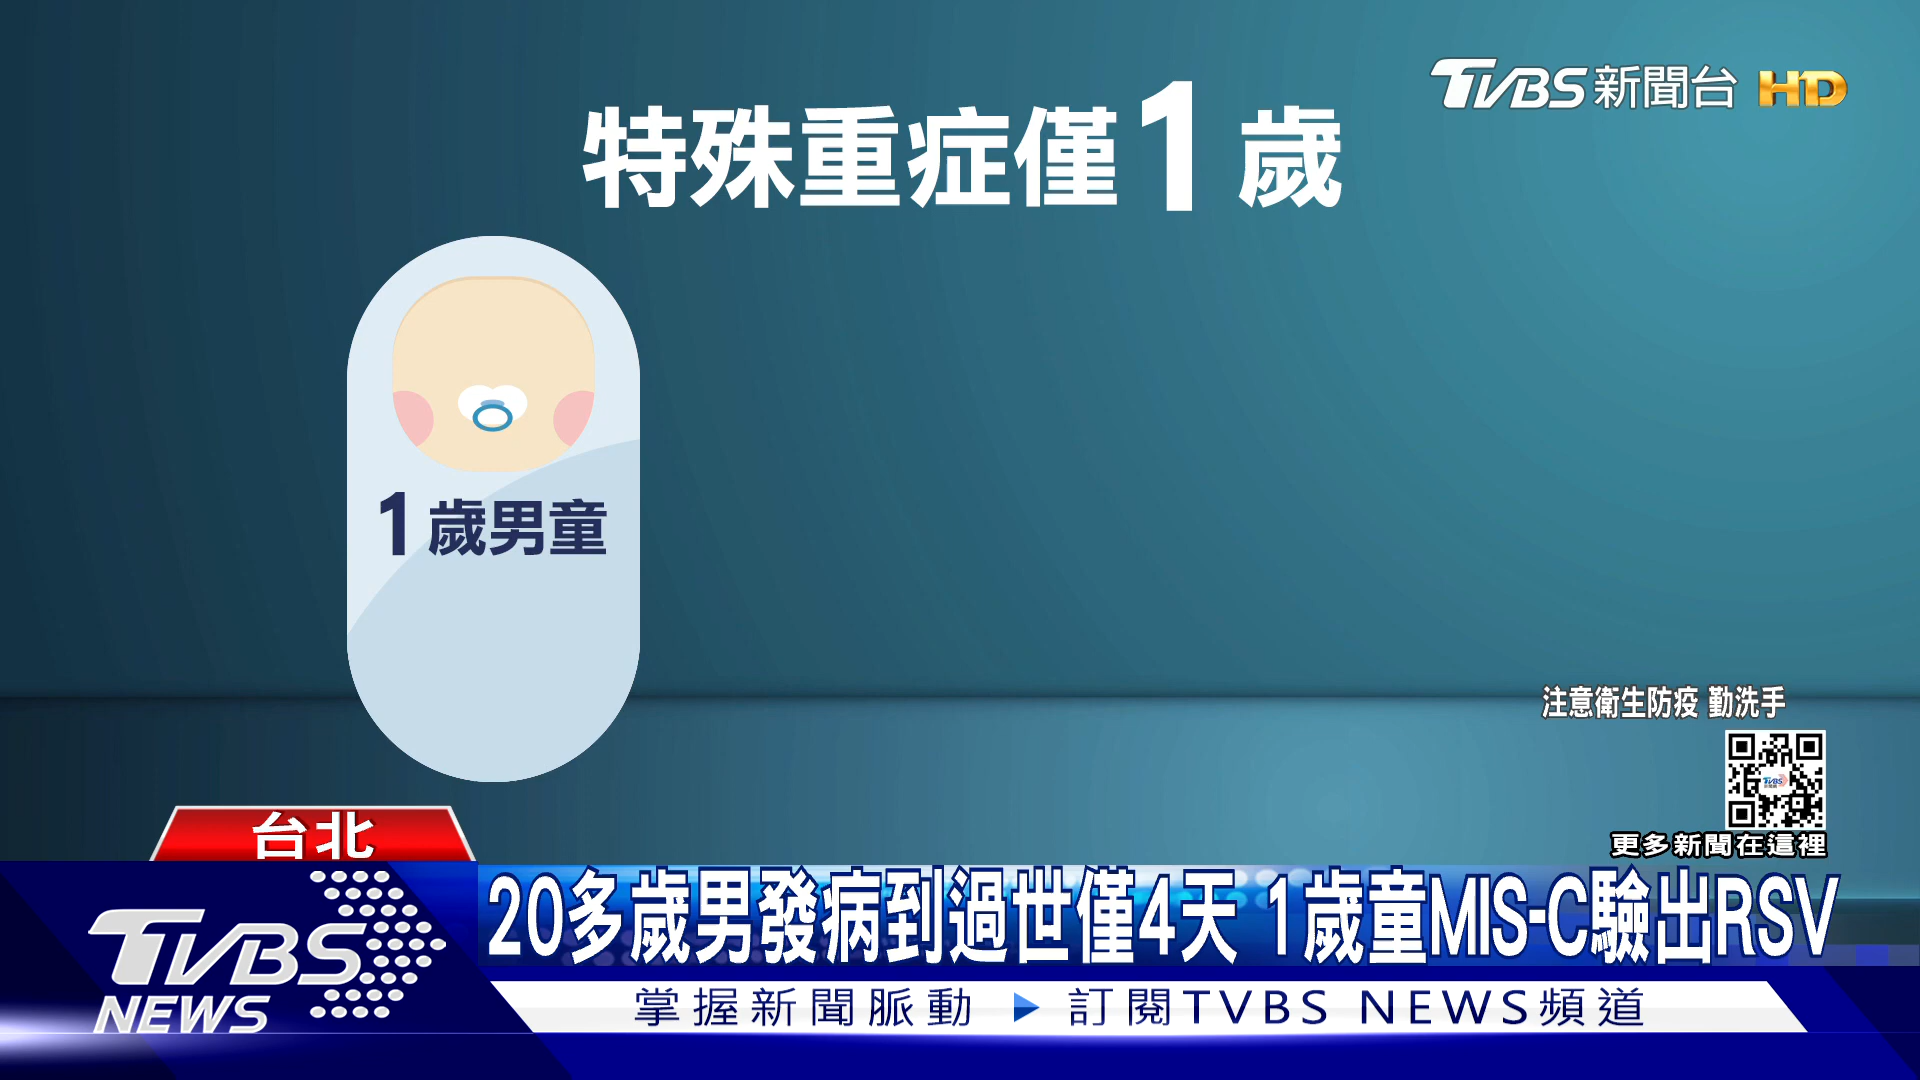 TVBS新聞台 HD
特殊重症僅1歲
1歲男童
注意衛生防疫 勤洗手
TVBS
更多新聞在這裡
台北
20多歲男發病到過世僅4天 1歲童MIS-C驗出RSV
TVBS
NEWS
掌握新聞脈動 ▶ 訂閱TVBS NEWS頻道